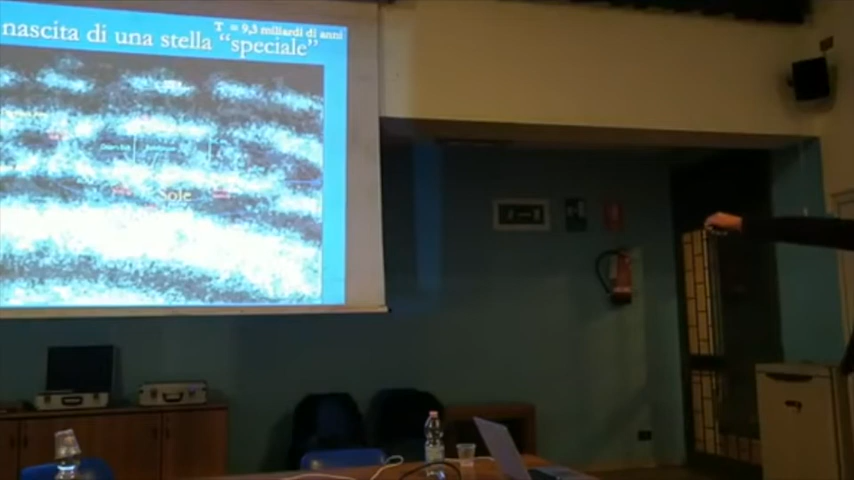 nascita di una stella “speciale”
T = 9,3 miliardi di anni
Sole